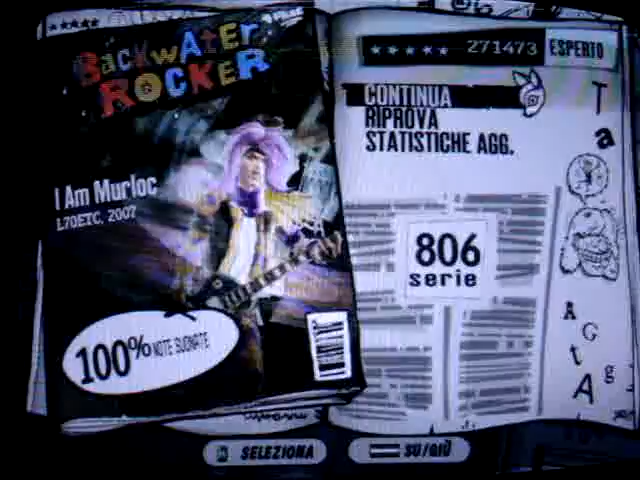 BackwAter
ROCKER
I Am Murloc
L70ETC, 2007
100% NOTE SUONATE
271473 ESPERTO
CONTINUA
RIPROVA
STATISTICHE AGG.
806
serie
T
a
A
G
t
g
A
SELEZIONA
SU/GIÙ